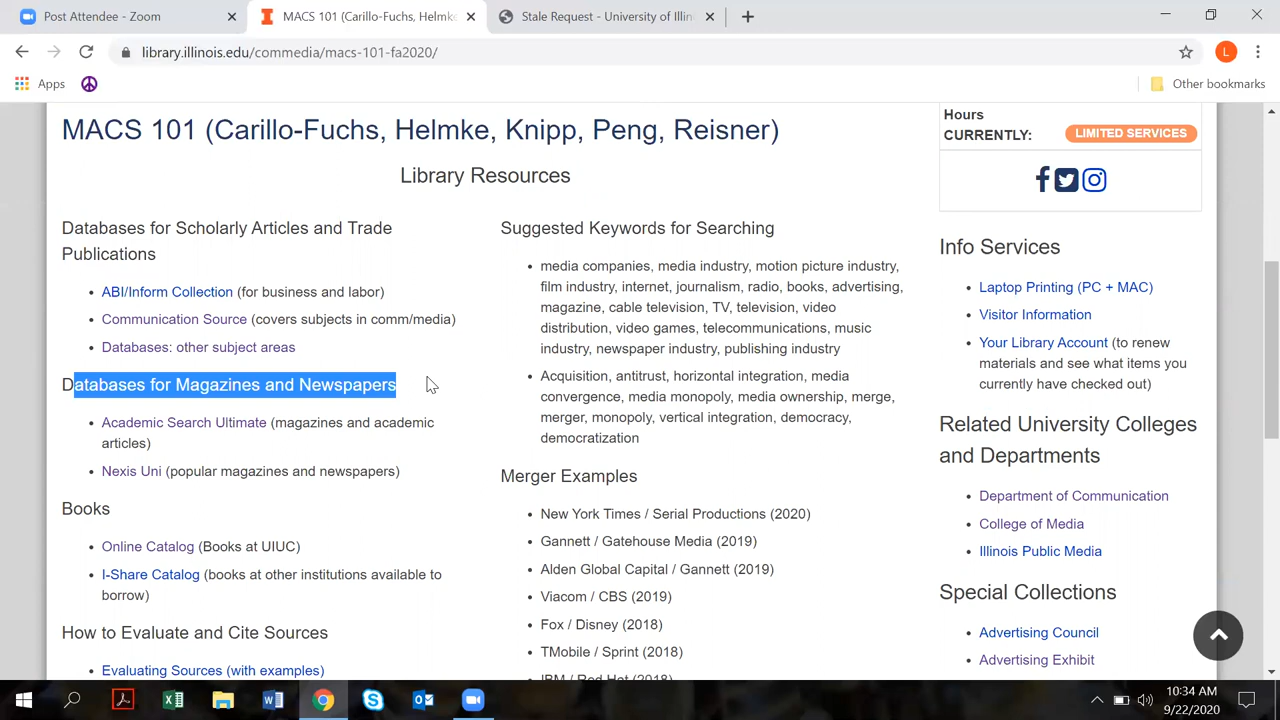 Post Attendee - Zoom
MACS 101 (Carillo-Fuchs, Helmke
Stale Request - University of Illin
library.illinois.edu/commedia/macs-101-fa2020/
L
Apps
Other bookmarks
MACS 101 (Carillo-Fuchs, Helmke, Knipp, Peng, Reisner)
Library Resources
Databases for Scholarly Articles and Trade
Publications
ABI/Inform Collection (for business and labor)
Communication Source (covers subjects in comm/media)
Databases: other subject areas
Databases for Magazines and Newspapers
Academic Search Ultimate (magazines and academic
articles)
Nexis Uni (popular magazines and newspapers)
Books
Online Catalog (Books at UIUC)
I-Share Catalog (books at other institutions available to
borrow)
How to Evaluate and Cite Sources
Evaluating Sources (with examples)
Suggested Keywords for Searching
media companies, media industry, motion picture industry,
film industry, internet, journalism, radio, books, advertising,
magazine, cable television, TV, television, video
distribution, video games, telecommunications, music
industry, newspaper industry, publishing industry
Acquisition, antitrust, horizontal integration, media
convergence, media monopoly, media ownership, merge,
merger, monopoly, vertical integration, democracy,
democratization
Merger Examples
New York Times / Serial Productions (2020)
Gannett / Gatehouse Media (2019)
Alden Global Capital / Gannett (2019)
Viacom / CBS (2019)
Fox / Disney (2018)
TMobile / Sprint (2018)
IBM / Red Hat (2018)
Hours
CURRENTLY: LIMITED SERVICES
Info Services
Laptop Printing (PC + MAC)
Visitor Information
Your Library Account (to renew
materials and see what items you
currently have checked out)
Related University Colleges
and Departments
Department of Communication
College of Media
Illinois Public Media
Special Collections
Advertising Council
Advertising Exhibit
10:34 AM
9/22/2020